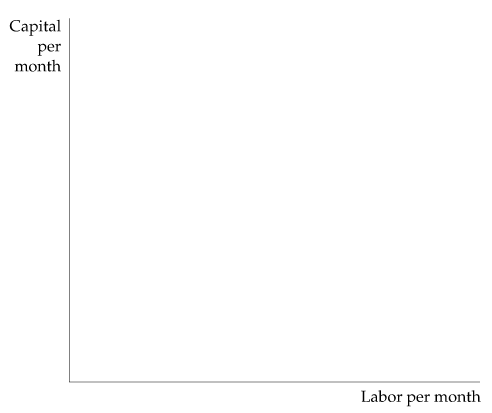 Capital
per
month
Labor per month